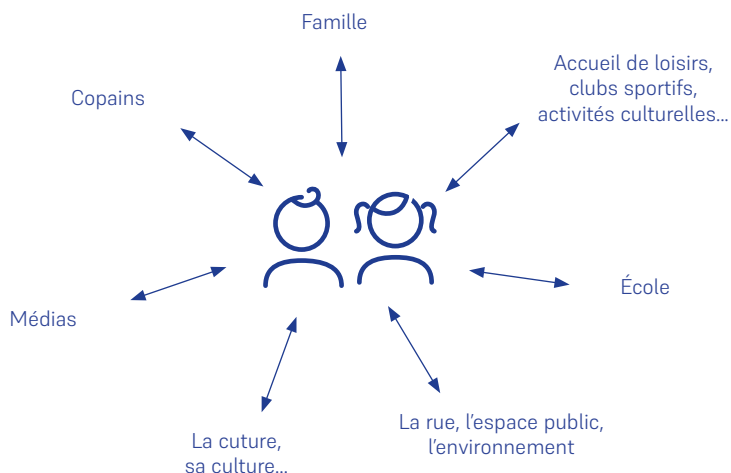 Famille
Accueil de loisirs,
clubs sportifs,
activités culturelles...
Copains
École
Médias
La rue, l'espace public,
l'environnement
La cuture,
sa culture...